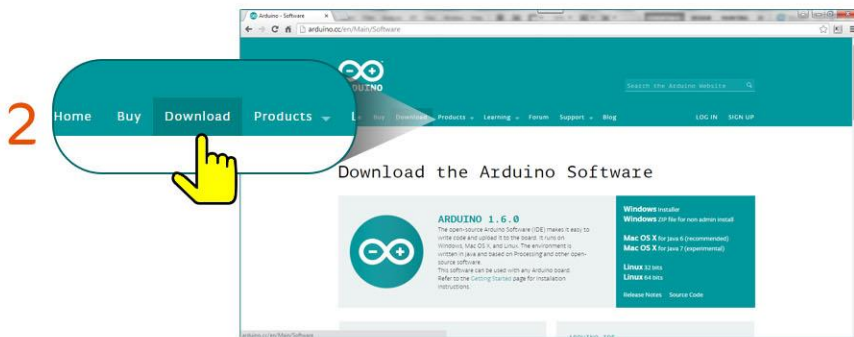 Arduino - Software
arduino.cc/en/Main/Software
2
Home Buy Download Products
Search the Arduino Website
Buy Download Products Learning Forum Support Blog LOG IN SIGN UP
Download the Arduino Software
ARDUINO 1.6.0
The open-source Arduino Software (IDE) makes it easy to
write code and upload it to the board. It runs on
Windows, Mac OS X, and Linux. The environment is
written in Java and based on Processing and other open-
source software.
This software can be used with any Arduino board.
Refer to the Getting Started page for Installation
instructions.
Windows Installer
Windows ZIP file for non admin install
Mac OS X for Java 6 (recommended)
Mac OS X for Java 7 (experimental)
Linux 32 bits
Linux 64 bits
Release Notes Source Code
arduino.cc/en/Main/Software